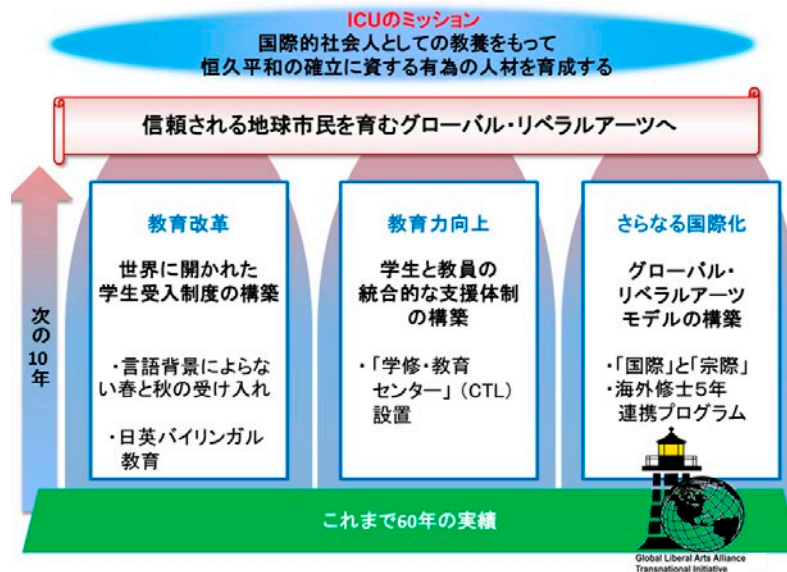 ICUのミッション
国際的社会人としての教養をもって
恒久平和の確立に資する有為の人材を育成する
信頼される地球市民を育むグローバル・リベラルアーツへ
次の10年
教育改革
世界に開かれた
学生受入制度の構築
・言語背景によらな
い春と秋の受け入れ
・日英バイリンガル
教育
教育力向上
学生と教員の
統合的な支援体制
の構築
・「学修・教育
センター」(CTL)
設置
さらなる国際化
グローバル・
リベラルアーツ
モデルの構築
・「国際」と「宗際」
・海外修士5年
連携プログラム
これまで60年の実績
Global Liberal Arts Alliance
Transnational Initiative